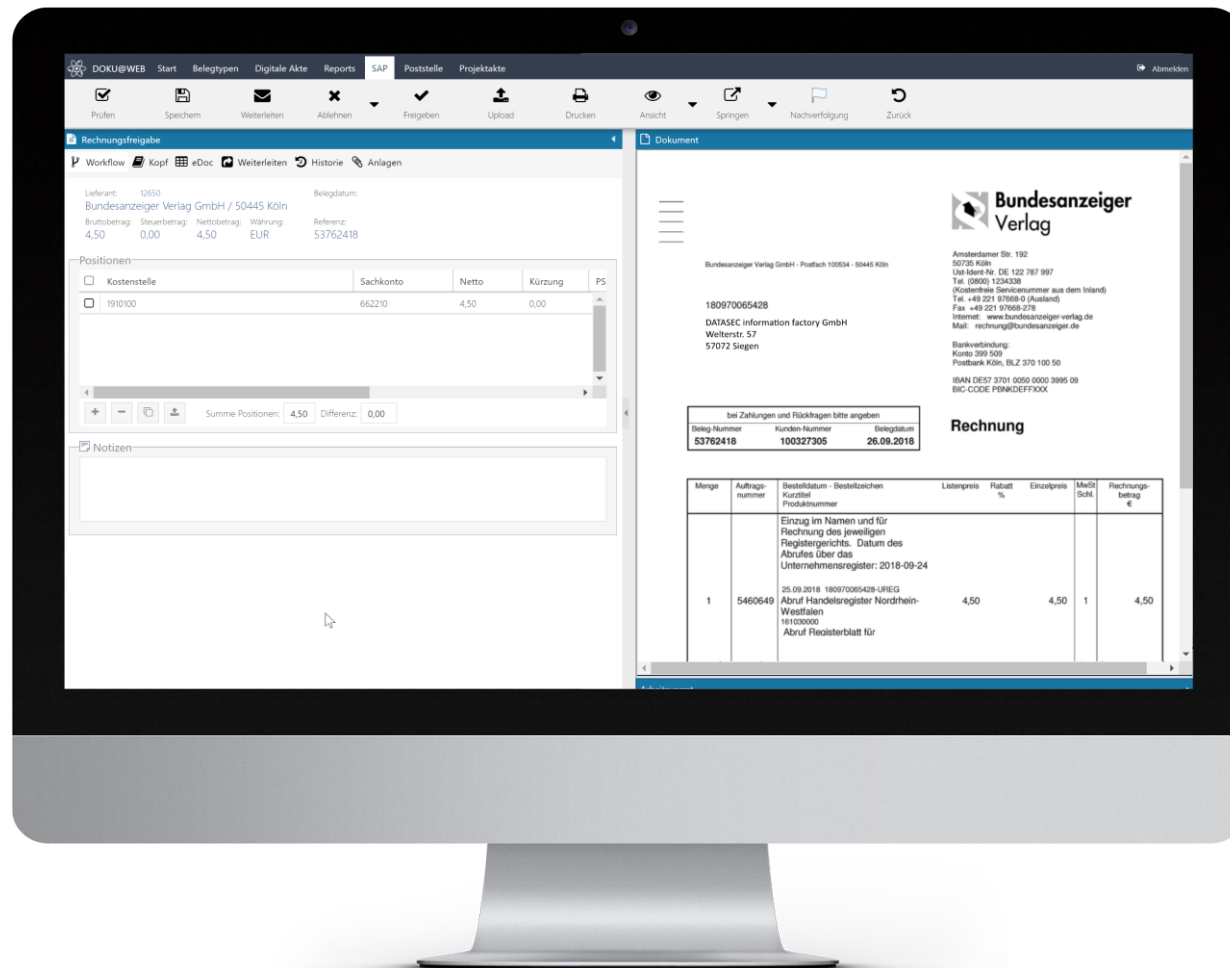 DOKU@WEB Start Belegtypen Digitale Akte Reports SAP Poststelle Projektakte Abmelden
Prüfen Speichern Weiterleiten Ablehnen Freigeben Upload Drucken Ansicht Springen Nachverfolgung Zurück
Rechnungsfreigabe
Workflow Kopf eDoc Weiterleiten Historie Anlagen
Lieferant: 12650 Belegdatum:
Bundesanzeiger Verlag GmbH / 50445 Köln
Bruttobetrag: Steuerbetrag: Nettobetrag: Währung: Referenz:
4,50 0,00 4,50 EUR 53762418
Positionen
Kostenstelle Sachkonto Netto Kürzung PS
1910100 662210 4,50 0,00
Summe Positionen: 4,50 Differenz: 0,00
Notizen
Dokument
Bundesanzeiger
Verlag
Amsterdamer Str. 192
50735 Köln
Ust-Ident-Nr. DE 122 787 997
Tel. (0800) 1234338
(Kostenfreie Servicenummer aus dem Inland)
Tel. +49 221 97668-0 (Ausland)
Fax +49 221 97668-278
Internet: www.bundesanzeiger-verlag.de
Mail: rechnung@bundesanzeiger.de
Bankverbindung:
Konto 399 509
Postbank Köln, BLZ 370 100 50
IBAN DE57 3701 0050 0000 3995 09
BIC-CODE PBNKDEFFXXX
Bundesanzeiger Verlag GmbH - Postfach 100534 - 50445 Köln
180970065428
DATASEC information factory GmbH
Welterstr. 57
57072 Siegen
bei Zahlungen und Rückfragen bitte angeben
Beleg-Nummer Kunden-Nummer Belegdatum
53762418 100327305 26.09.2018
Rechnung
Menge Auftrags- Bestelldatum - Bestellzeichen Listenpreis Rabatt Einzelpreis MwSt Rechnungs-
nummer Kurztitel % Schl. betrag
Produktnummer €
Einzug im Namen und für
Rechnung des jeweiligen
Registergerichts. Datum des
Abrufes über das
Unternehmensregister: 2018-09-24
25.09.2018 180970065428-UREG
1 5460649 Abruf Handelsregister Nordrhein- 4,50 4,50 1 4,50
Westfalen
161030000
Abruf Registerblatt für